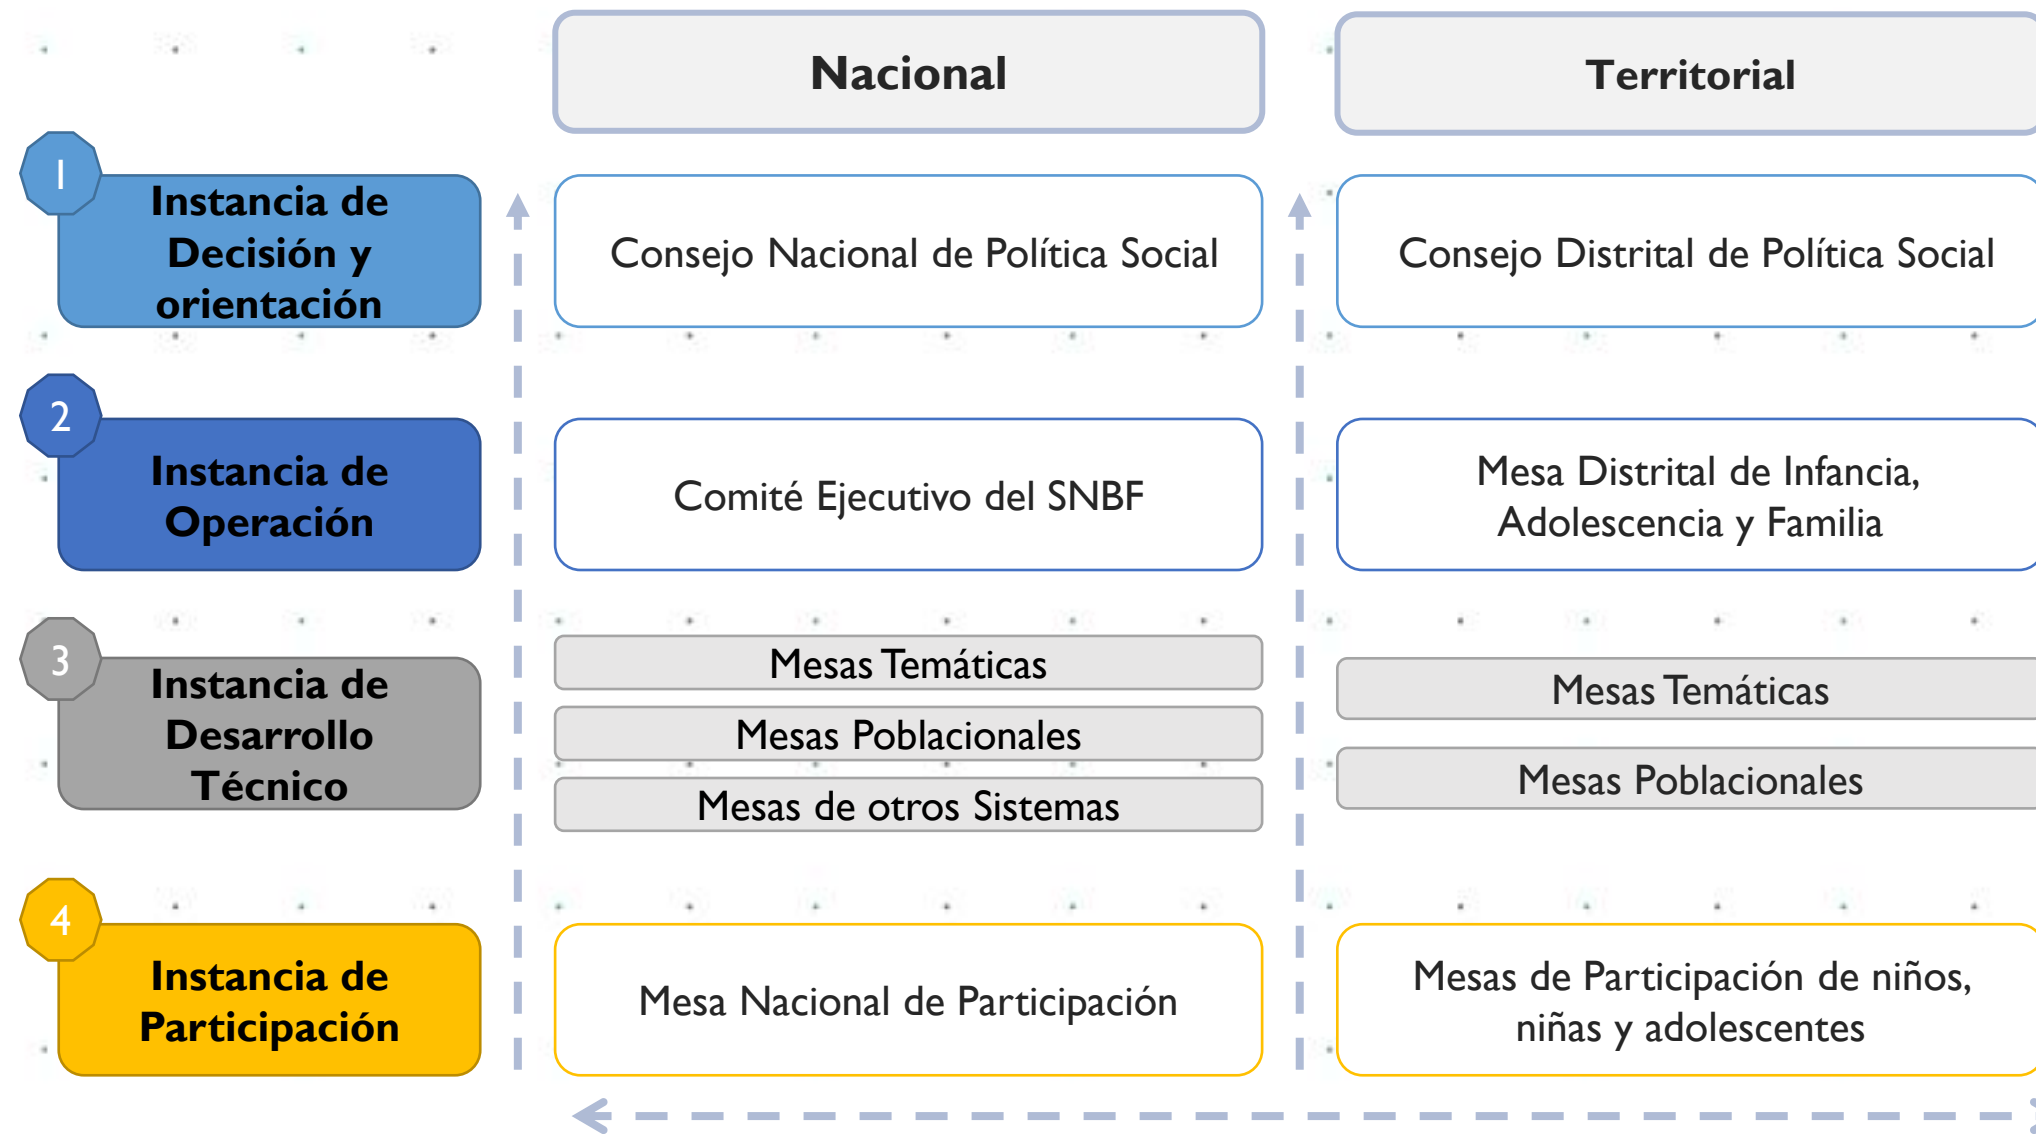 Nacional
Territorial
1
Instancia de
Decisión y
orientación
Consejo Nacional de Política Social
Consejo Distrital de Política Social
2
Instancia de
Operación
Comité Ejecutivo del SNBF
Mesa Distrital de Infancia,
Adolescencia y Familia
3
Instancia de
Desarrollo
Técnico
Mesas Temáticas
Mesas Poblacionales
Mesas de otros Sistemas
Mesas Temáticas
Mesas Poblacionales
4
Instancia de
Participación
Mesa Nacional de Participación
Mesas de Participación de niños,
niñas y adolescentes